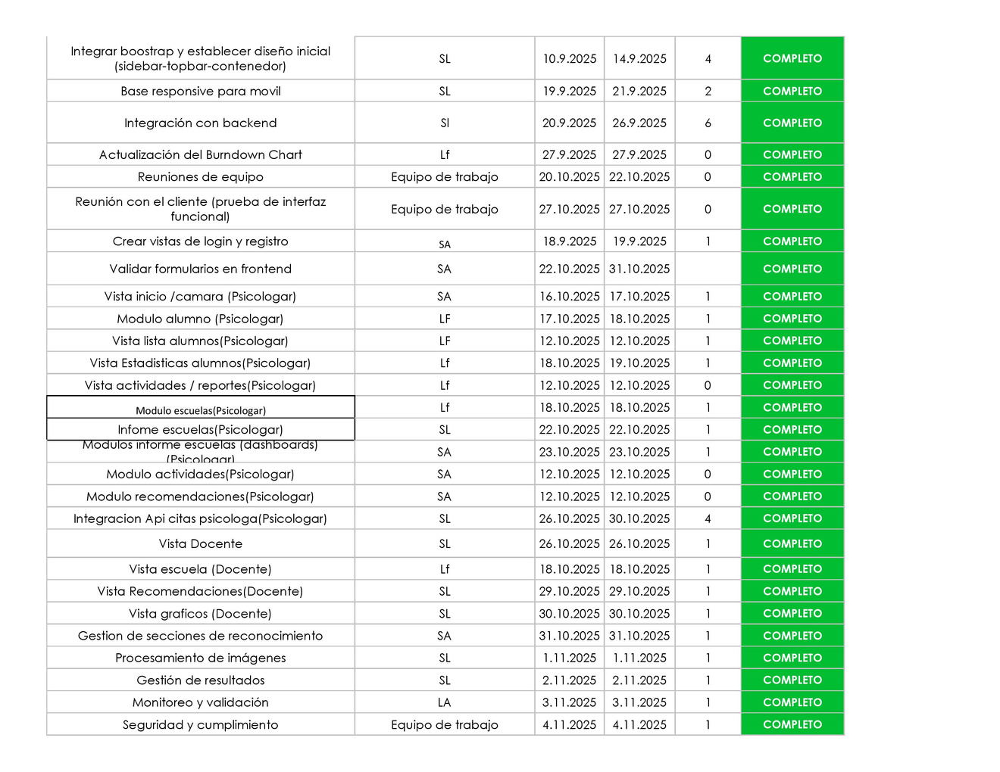 Integrar boostrap y establecer diseño inicial
(sidebar-topbar-contenedor) SL 10.9.2025 14.9.2025 4 COMPLETO
Base responsive para movil SL 19.9.2025 21.9.2025 2 COMPLETO
Integración con backend Sl 20.9.2025 26.9.2025 6 COMPLETO
Actualización del Burndown Chart Lf 27.9.2025 27.9.2025 0 COMPLETO
Reuniones de equipo Equipo de trabajo 20.10.2025 22.10.2025 0 COMPLETO
Reunión con el cliente (prueba de interfaz
funcional) Equipo de trabajo 27.10.2025 27.10.2025 0 COMPLETO
Crear vistas de login y registro SA 18.9.2025 19.9.2025 1 COMPLETO
Validar formularios en frontend SA 22.10.2025 31.10.2025 COMPLETO
Vista inicio /camara (Psicologar) SA 16.10.2025 17.10.2025 1 COMPLETO
Modulo alumno (Psicologar) LF 17.10.2025 18.10.2025 1 COMPLETO
Vista lista alumnos(Psicologar) LF 12.10.2025 12.10.2025 1 COMPLETO
Vista Estadisticas alumnos(Psicologar) Lf 18.10.2025 19.10.2025 1 COMPLETO
Vista actividades / reportes(Psicologar) Lf 12.10.2025 12.10.2025 0 COMPLETO
Modulo escuelas(Psicologar) Lf 18.10.2025 18.10.2025 1 COMPLETO
Infome escuelas(Psicologar) SL 22.10.2025 22.10.2025 1 COMPLETO
Modulos informe escuelas (dashboards)
(Psicologar) SA 23.10.2025 23.10.2025 1 COMPLETO
Modulo actividades(Psicologar) SA 12.10.2025 12.10.2025 0 COMPLETO
Modulo recomendaciones(Psicologar) SA 12.10.2025 12.10.2025 0 COMPLETO
Integracion Api citas psicologa(Psicologar) SL 26.10.2025 30.10.2025 4 COMPLETO
Vista Docente SL 26.10.2025 26.10.2025 1 COMPLETO
Vista escuela (Docente) Lf 18.10.2025 18.10.2025 1 COMPLETO
Vista Recomendaciones(Docente) SL 29.10.2025 29.10.2025 1 COMPLETO
Vista graficos (Docente) SL 30.10.2025 30.10.2025 1 COMPLETO
Gestion de secciones de reconocimiento SA 31.10.2025 31.10.2025 1 COMPLETO
Procesamiento de imágenes SL 1.11.2025 1.11.2025 1 COMPLETO
Gestión de resultados SL 2.11.2025 2.11.2025 1 COMPLETO
Monitoreo y validación LA 3.11.2025 3.11.2025 1 COMPLETO
Seguridad y cumplimiento Equipo de trabajo 4.11.2025 4.11.2025 1 COMPLETO